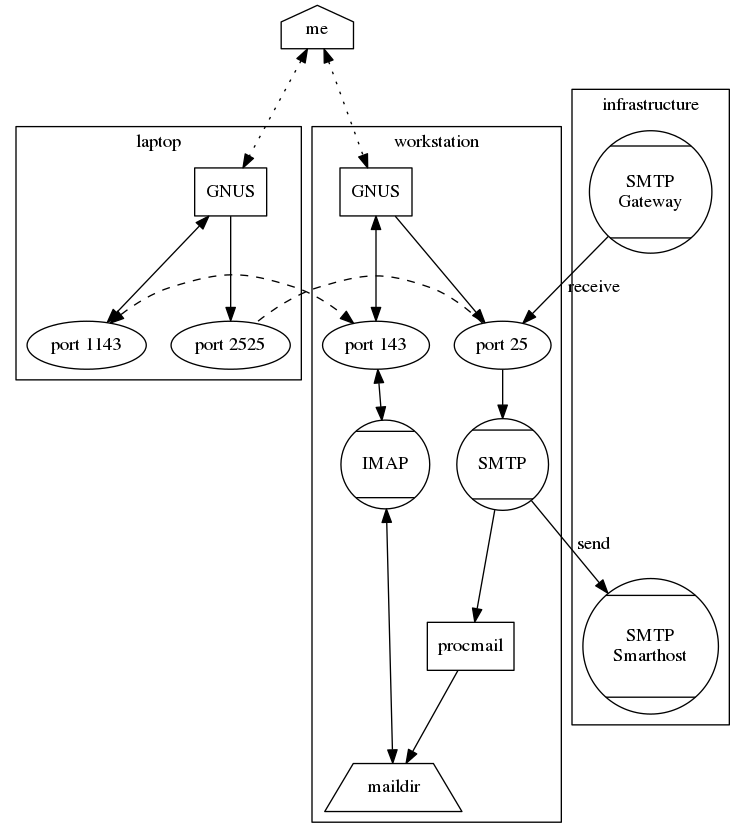 me
infrastructure
laptop
workstation
GNUS
GNUS
SMTP
Gateway
receive
port 1143
port 2525
port 143
port 25
IMAP
SMTP
send
procmail
SMTP
Smarthost
maildir